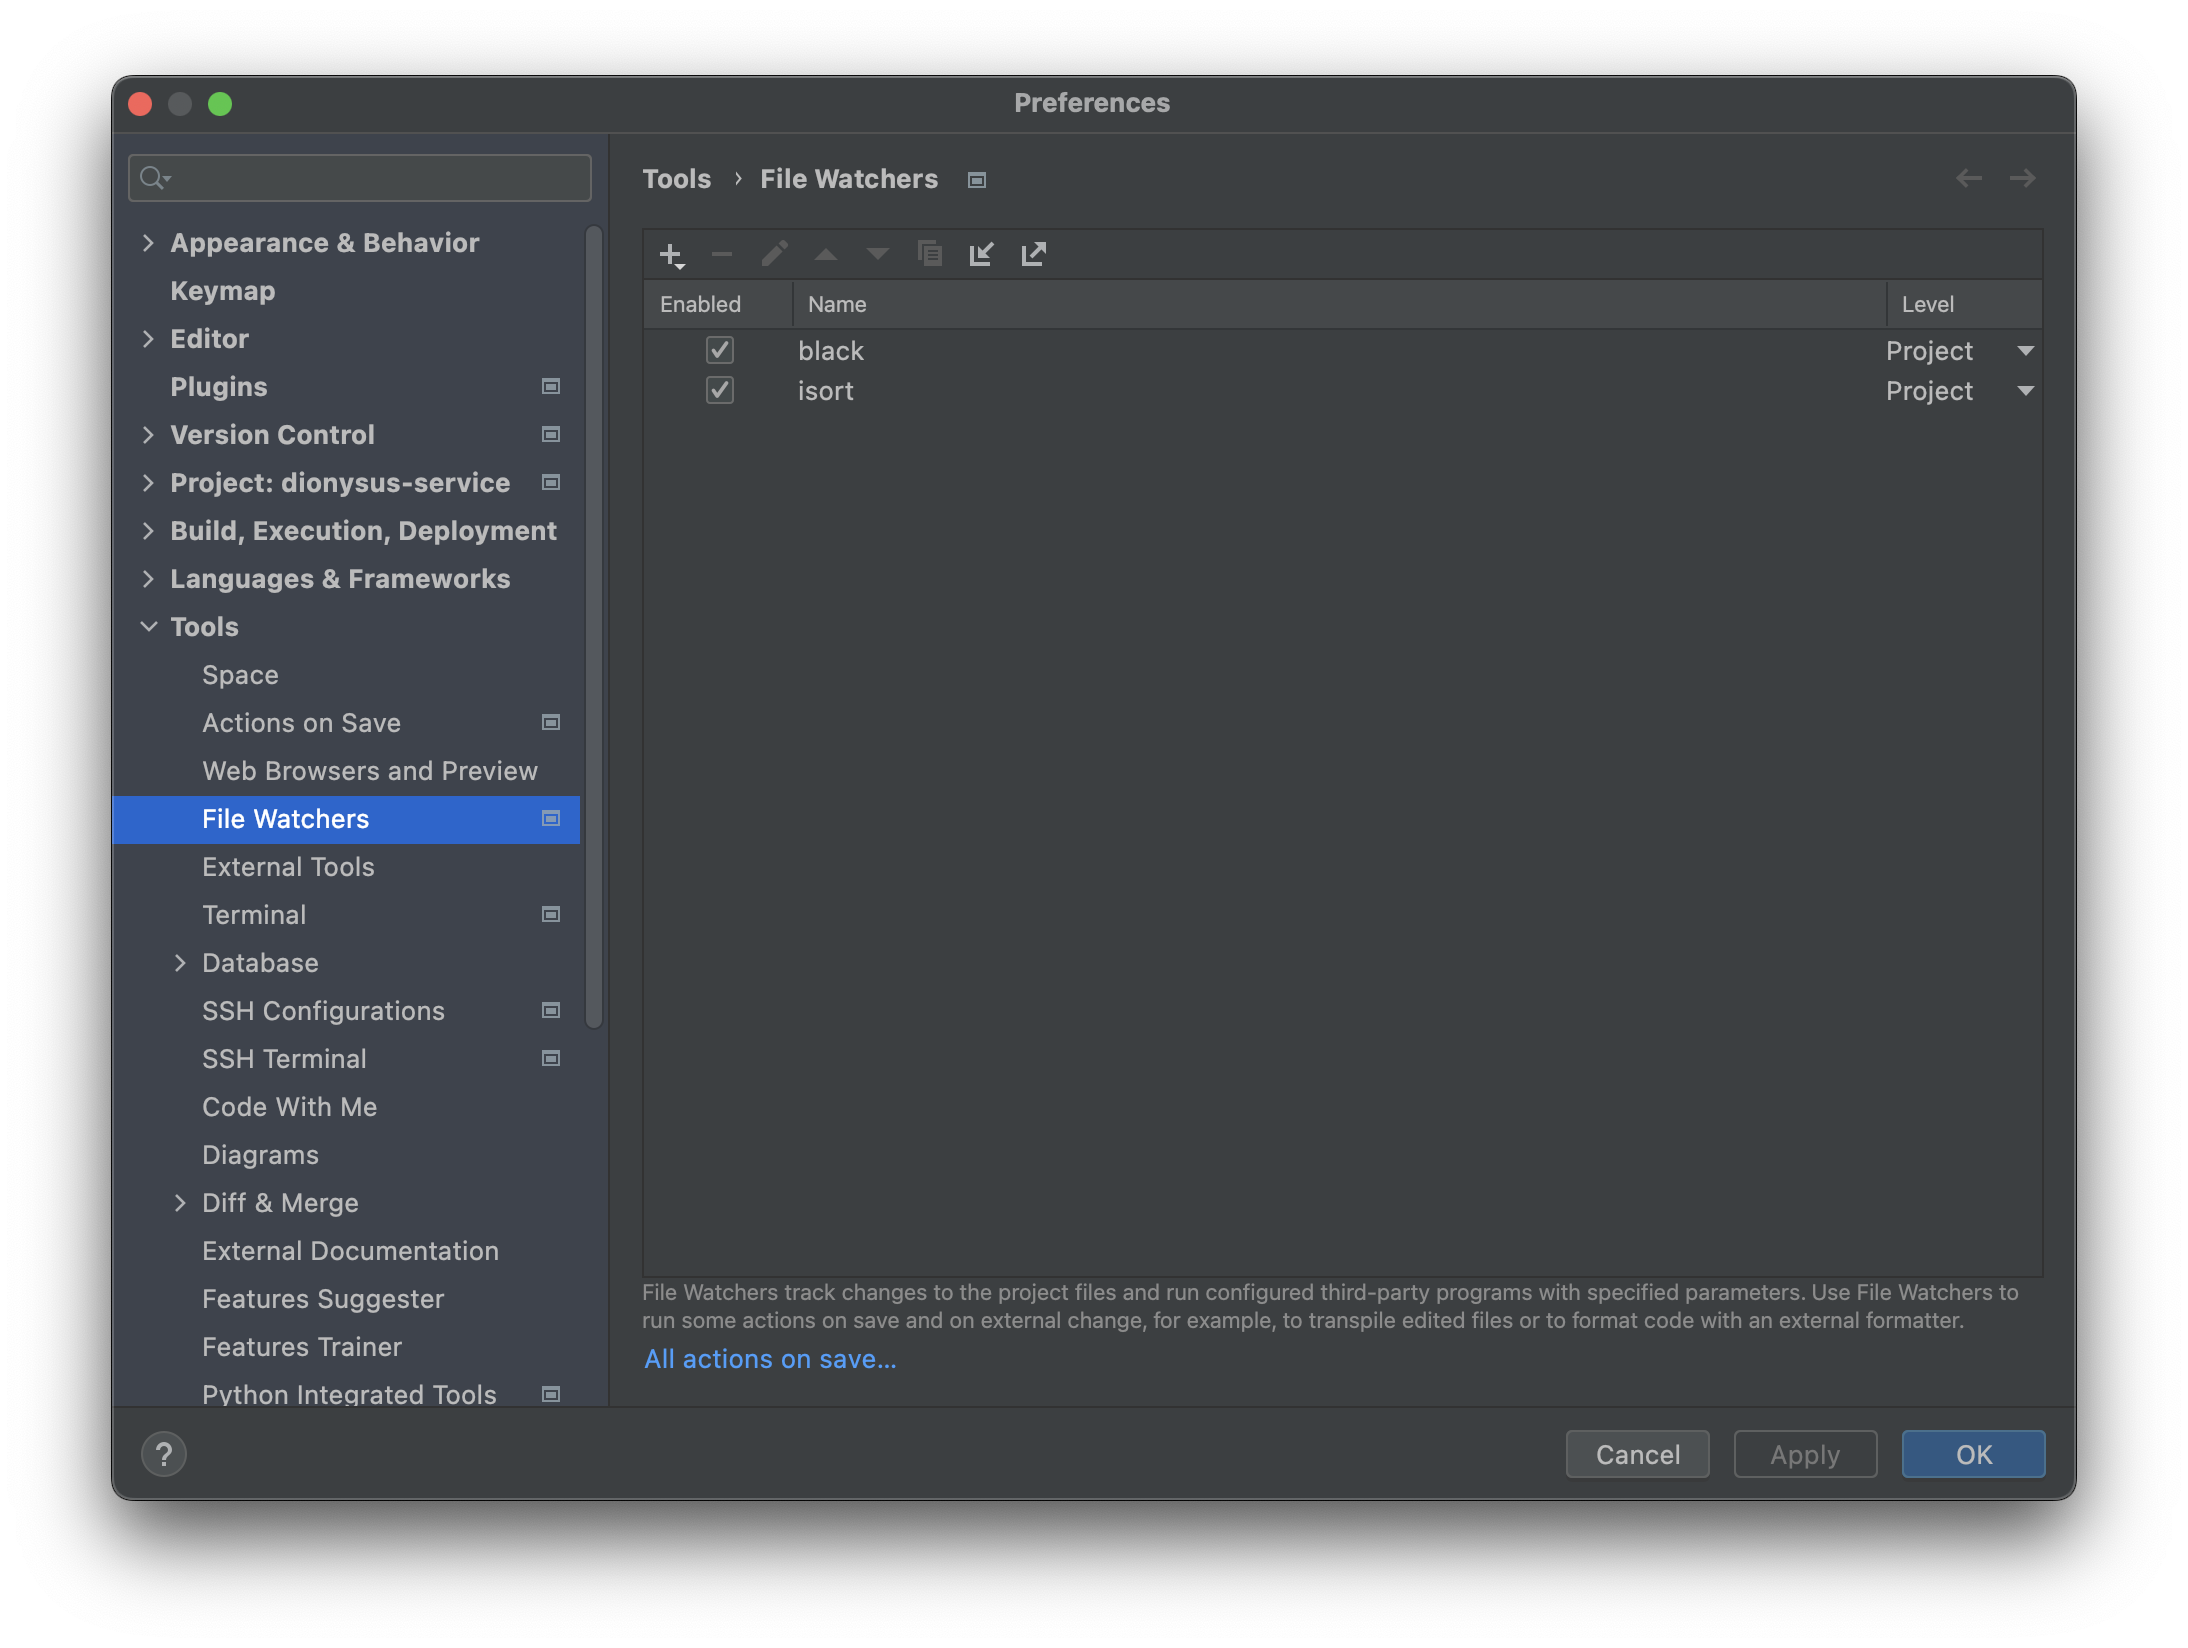 Preferences
Appearance & Behavior
Keymap
Editor
Plugins
Version Control
Project: dionysus-service
Build, Execution, Deployment
Languages & Frameworks
Tools
Space
Actions on Save
Web Browsers and Preview
File Watchers
External Tools
Terminal
Database
SSH Configurations
SSH Terminal
Code With Me
Diagrams
Diff & Merge
External Documentation
Features Suggester
Features Trainer
Python Integrated Tools
Tools › File Watchers
Enabled Name Level
black Project
isort Project
File Watchers track changes to the project files and run configured third-party programs with specified parameters. Use File Watchers to
run some actions on save and on external change, for example, to transpile edited files or to format code with an external formatter.
All actions on save...
? Cancel Apply OK